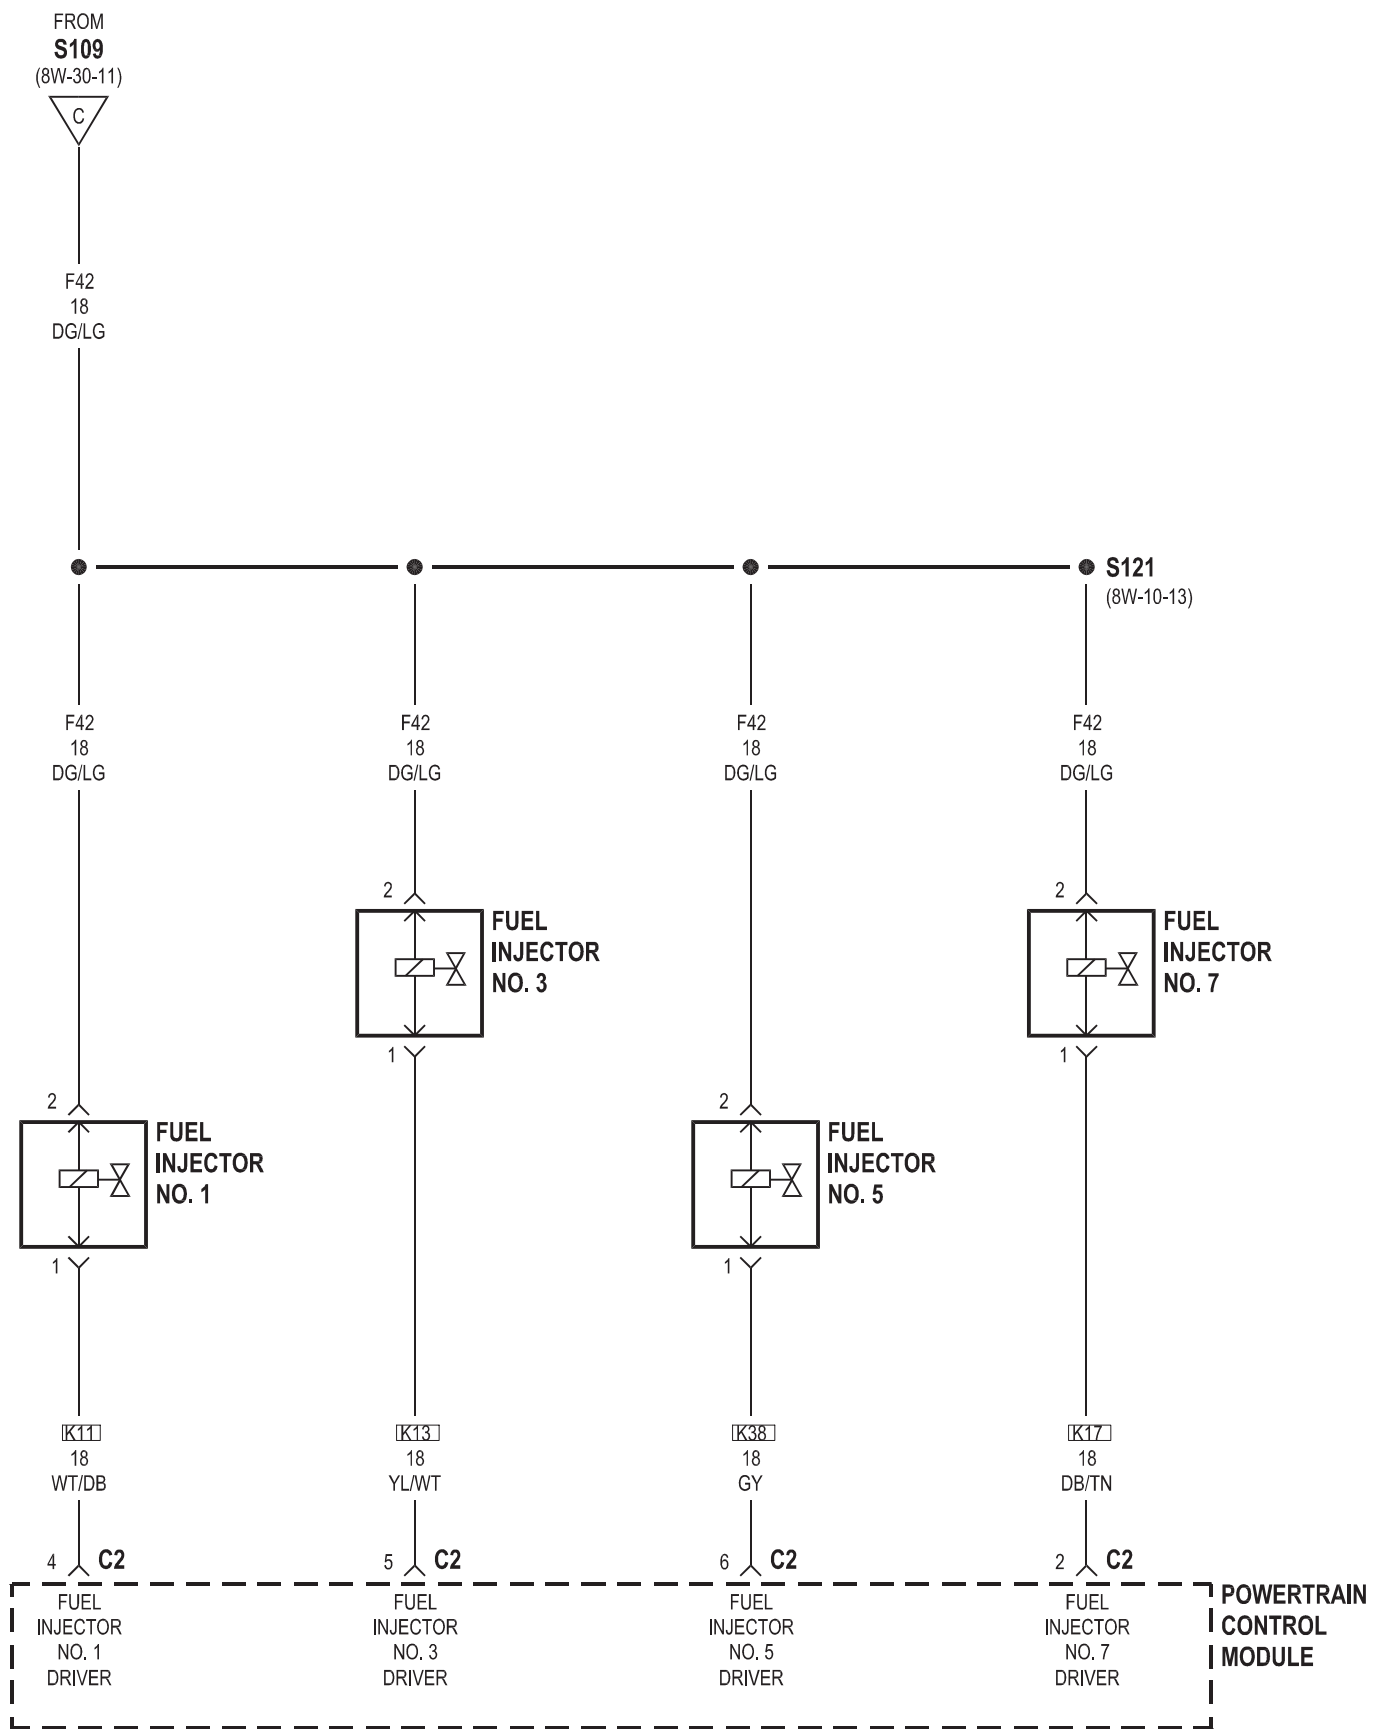 FROM
S109
(8W-30-11)
C
F42
18
DG/LG
S121
(8W-10-13)
F42
18
DG/LG
F42
18
DG/LG
F42
18
DG/LG
F42
18
DG/LG
2
FUEL
INJECTOR
NO. 3
1
2
FUEL
INJECTOR
NO. 7
1
2
FUEL
INJECTOR
NO. 1
1
2
FUEL
INJECTOR
NO. 5
1
K11
18
WT/DB
K13
18
YL/WT
K38
18
GY
K17
18
DB/TN
4 C2
5 C2
6 C2
2 C2
FUEL
INJECTOR
NO. 1
DRIVER
FUEL
INJECTOR
NO. 3
DRIVER
FUEL
INJECTOR
NO. 5
DRIVER
FUEL
INJECTOR
NO. 7
DRIVER
POWERTRAIN
CONTROL
MODULE